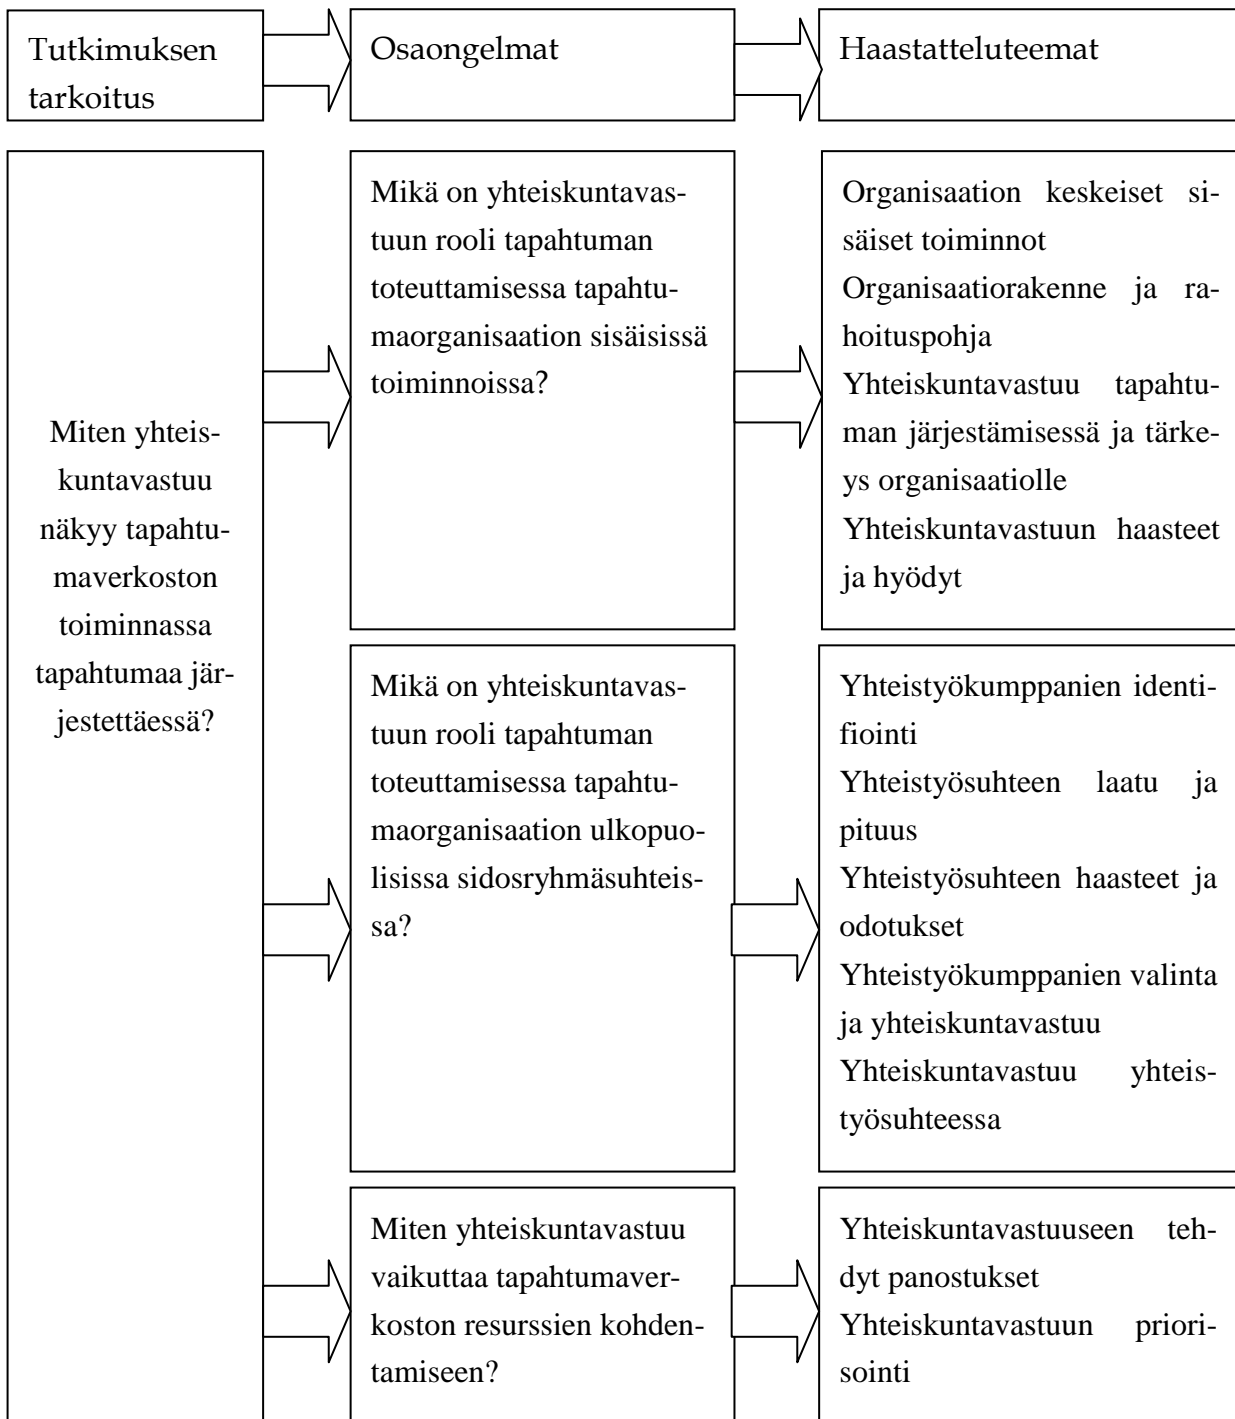 Tutkimuksen
tarkoitus
Osaongelmat
Haastatteluteemat
Miten yhteis-
kuntavastuu
näkyy tapahtu-
maverkoston
toiminnassa
tapahtumaa jär-
jestettäessä?
Mikä on yhteiskuntavas-
tuun rooli tapahtuman
toteuttamisessa tapahtu-
maorganisaation sisäisissä
toiminnoissa?
Organisaation keskeiset si-
säiset toiminnot
Organisaatiorakenne ja ra-
hoituspohja
Yhteiskuntavastuu tapahtu-
man järjestämisessä ja tärke-
ys organisaatiolle
Yhteiskuntavastuun haasteet
ja hyödyt
Mikä on yhteiskuntavas-
tuun rooli tapahtuman
toteuttamisessa tapahtu-
maorganisaation ulkopuo-
lisissa sidosryhmäsuhteis-
sa?
Yhteistyökumppanien identi-
fiointi
Yhteistyösuhteen laatu ja
pituus
Yhteistyösuhteen haasteet ja
odotukset
Yhteistyökumppanien valinta
ja yhteiskuntavastuu
Yhteiskuntavastuu yhteis-
työsuhteessa
Miten yhteiskuntavastuu
vaikuttaa tapahtumaver-
koston resurssien kohden-
tamiseen?
Yhteiskuntavastuuseen teh-
dyt panostukset
Yhteiskuntavastuun priori-
sointi